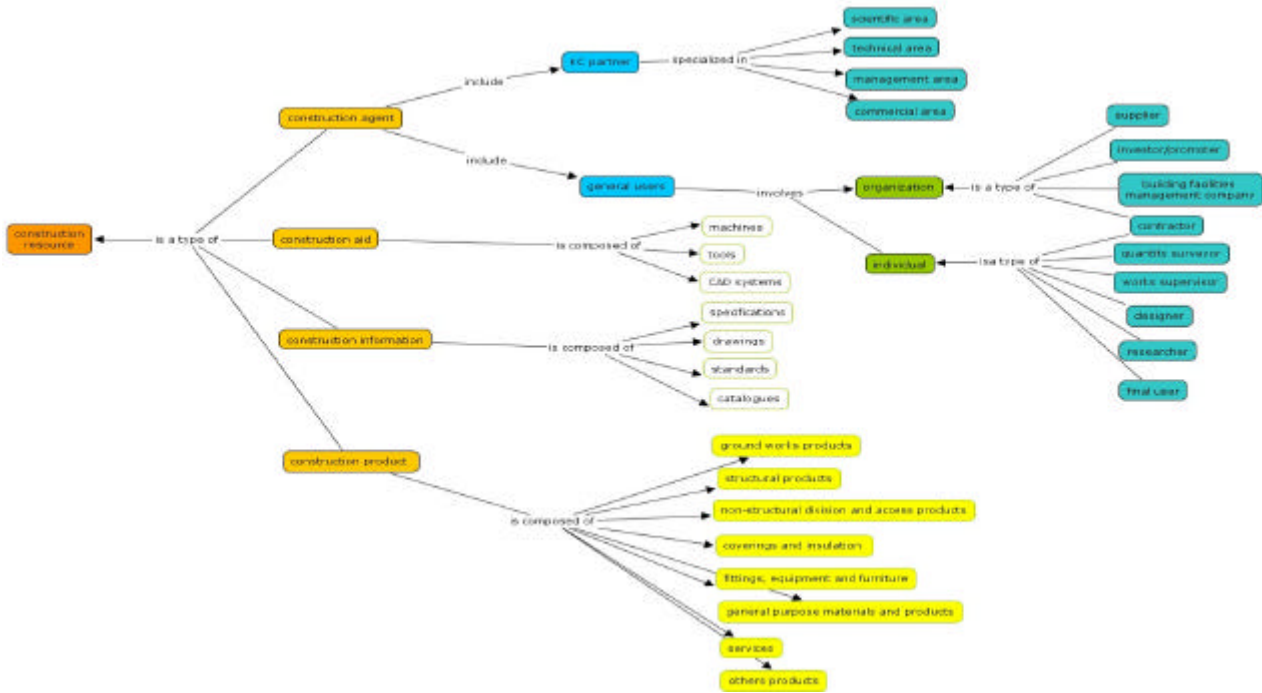 scientific area
technical area
management area
commercial area
EC partner
specialized in
include
construction agent
include
general users
involves
organization
is a type of
supplier
investor/promoter
building facilities
management company
contractor
individual
isa type of
quantits surveror
works supervisor
designer
researcher
final user
construction
resource
is a type of
construction aid
is composed of
machines
tools
CAD systems
construction information
is composed of
specifications
drawings
standards
catalogues
construction product
is composed of
ground works products
structural products
non-structural division and access products
coverings and insulation
fittings, equipment and furniture
general purpose materials and products
services
others products